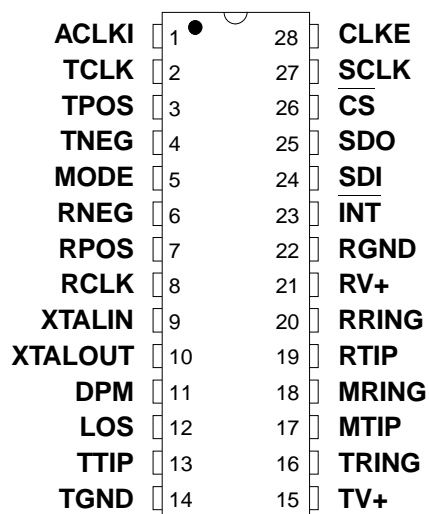 ACLKI 1 28 CLKE
TCLK 2 27 SCLK
TPOS 3 26 C̅S̅
TNEG 4 25 SDO
MODE 5 24 SDI
RNEG 6 23 I̅N̅T̅
RPOS 7 22 RGND
RCLK 8 21 RV+
XTALIN 9 20 RRING
XTALOUT 10 19 RTIP
DPM 11 18 MRING
LOS 12 17 MTIP
TTIP 13 16 TRING
TGND 14 15 TV+